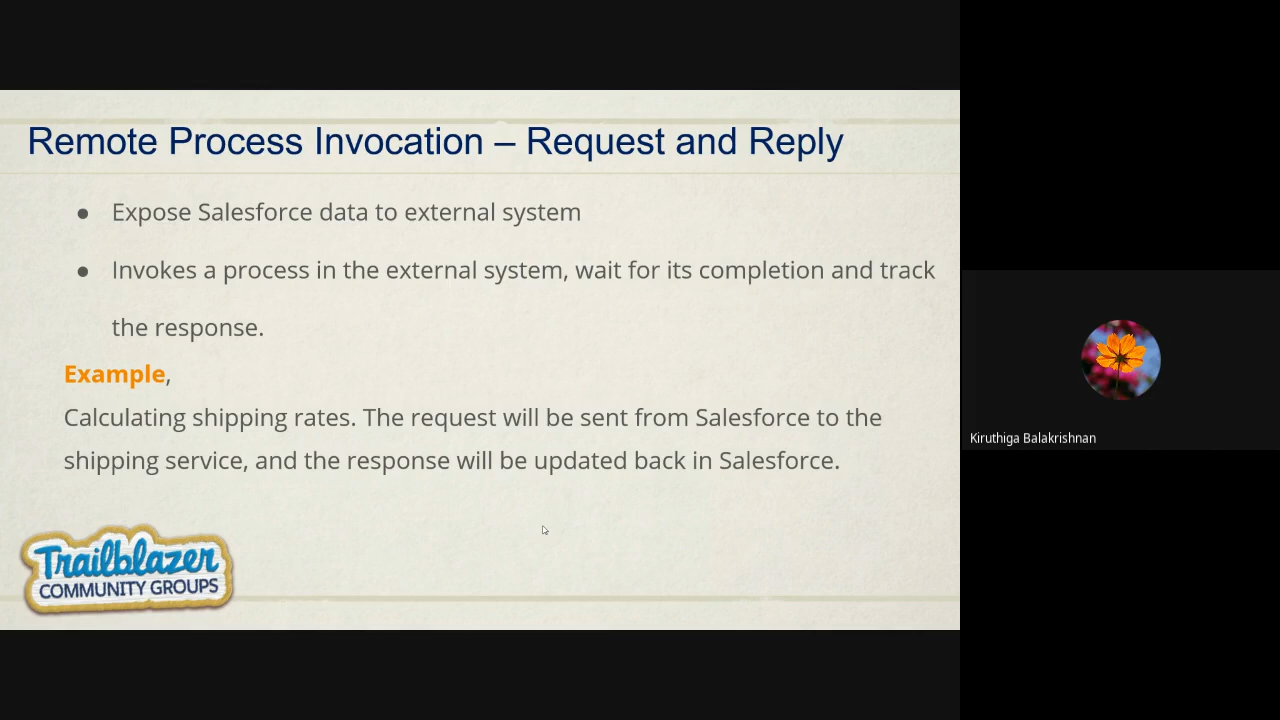 Remote Process Invocation – Request and Reply
● Expose Salesforce data to external system
● Invokes a process in the external system, wait for its completion and track
the response.
Example,
Calculating shipping rates. The request will be sent from Salesforce to the
shipping service, and the response will be updated back in Salesforce.
Trailblazer
COMMUNITY GROUPS
Kiruthiga Balakrishnan